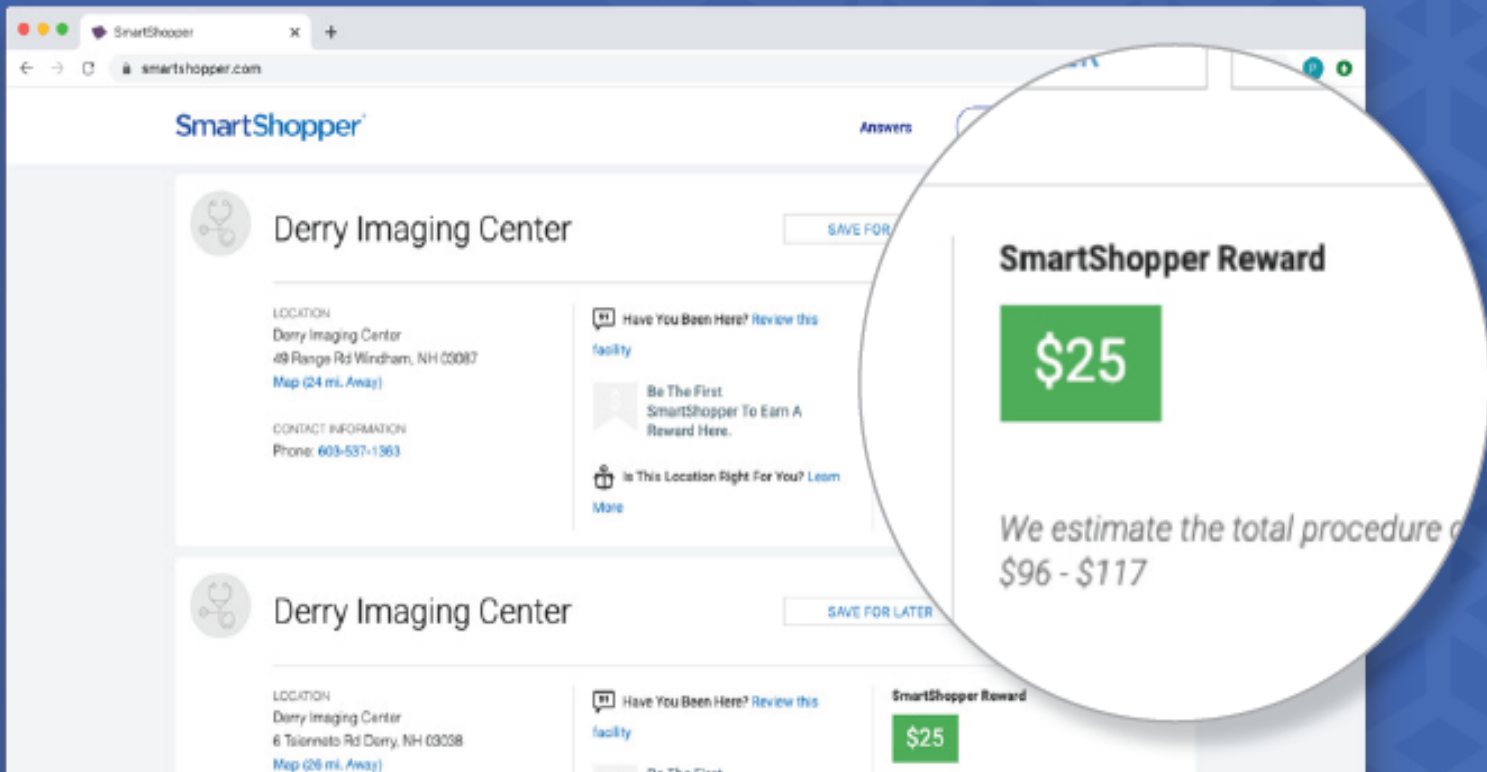 SmartShopper
smartshopper.com
SmartShopper
Answers
Derry Imaging Center
SAVE FOR
LOCATION
Derry Imaging Center
49 Range Rd Windham, NH 03087
Map (24 mi. Away)
CONTACT INFORMATION
Phone: 603-537-1363
Have You Been Here? Review this
facility
Be The First
SmartShopper To Earn A
Reward Here.
Is This Location Right For You? Learn
More
SmartShopper Reward
$25
We estimate the total procedure
$96 - $117
Derry Imaging Center
SAVE FOR LATER
LOCATION
Derry Imaging Center
6 Tsienneto Rd Derry, NH 03038
Map (26 mi. Away)
Have You Been Here? Review this
facility
Be The First
SmartShopper Reward
$25